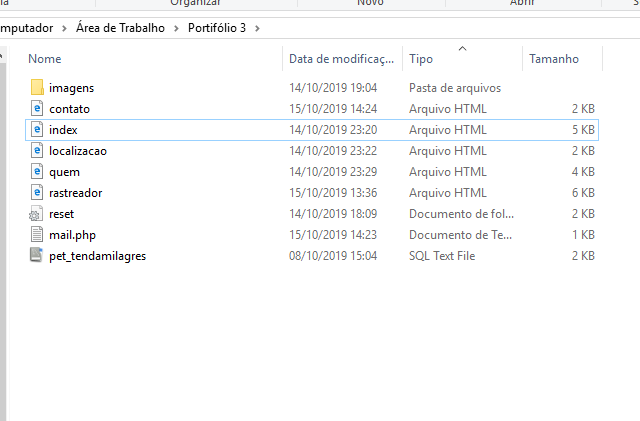 Organizar Novo Abrir
mputador > Área de Trabalho > Portifólio 3 >
Nome Data de modificaç... Tipo Tamanho
imagens 14/10/2019 19:04 Pasta de arquivos
contato 15/10/2019 14:24 Arquivo HTML 2 KB
index 14/10/2019 23:20 Arquivo HTML 5 KB
localizacao 14/10/2019 23:22 Arquivo HTML 2 KB
quem 14/10/2019 23:29 Arquivo HTML 4 KB
rastreador 15/10/2019 13:36 Arquivo HTML 6 KB
reset 14/10/2019 18:09 Documento de fol... 2 KB
mail.php 15/10/2019 14:23 Documento de Te... 1 KB
pet_tendamilagres 08/10/2019 15:04 SQL Text File 2 KB